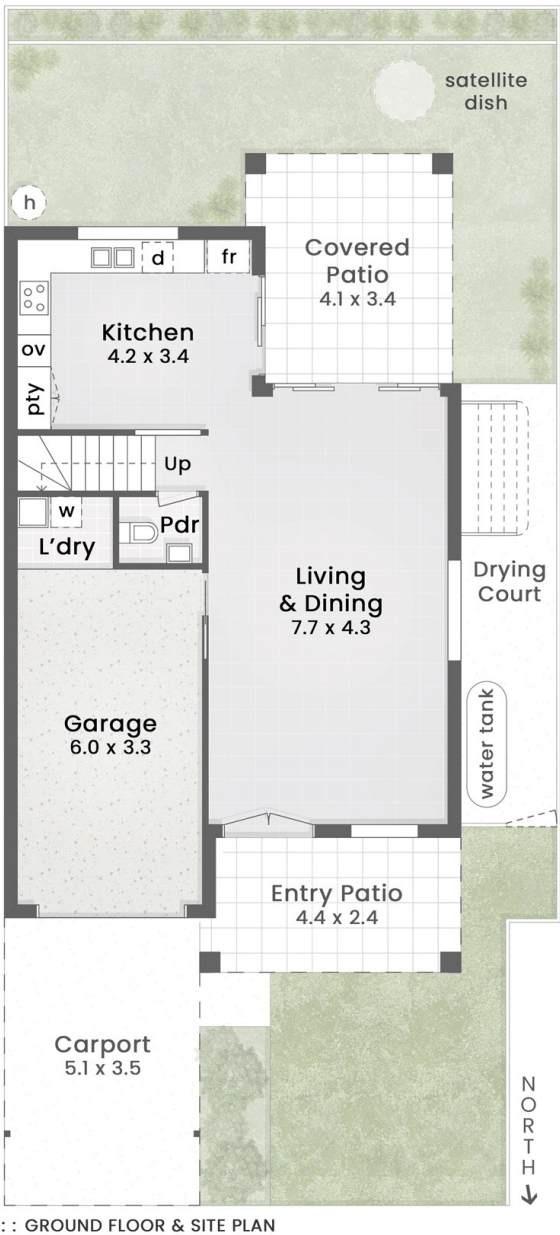 satellite
dish
h
Covered
Patio
4.1 x 3.4
d
fr
Kitchen
4.2 x 3.4
ov
pty
Up
w
L'dry
Pdr
Living
& Dining
7.7 x 4.3
Drying
Court
water tank
Garage
6.0 x 3.3
Entry Patio
4.4 x 2.4
Carport
5.1 x 3.5
NORTH
: : GROUND FLOOR & SITE PLAN